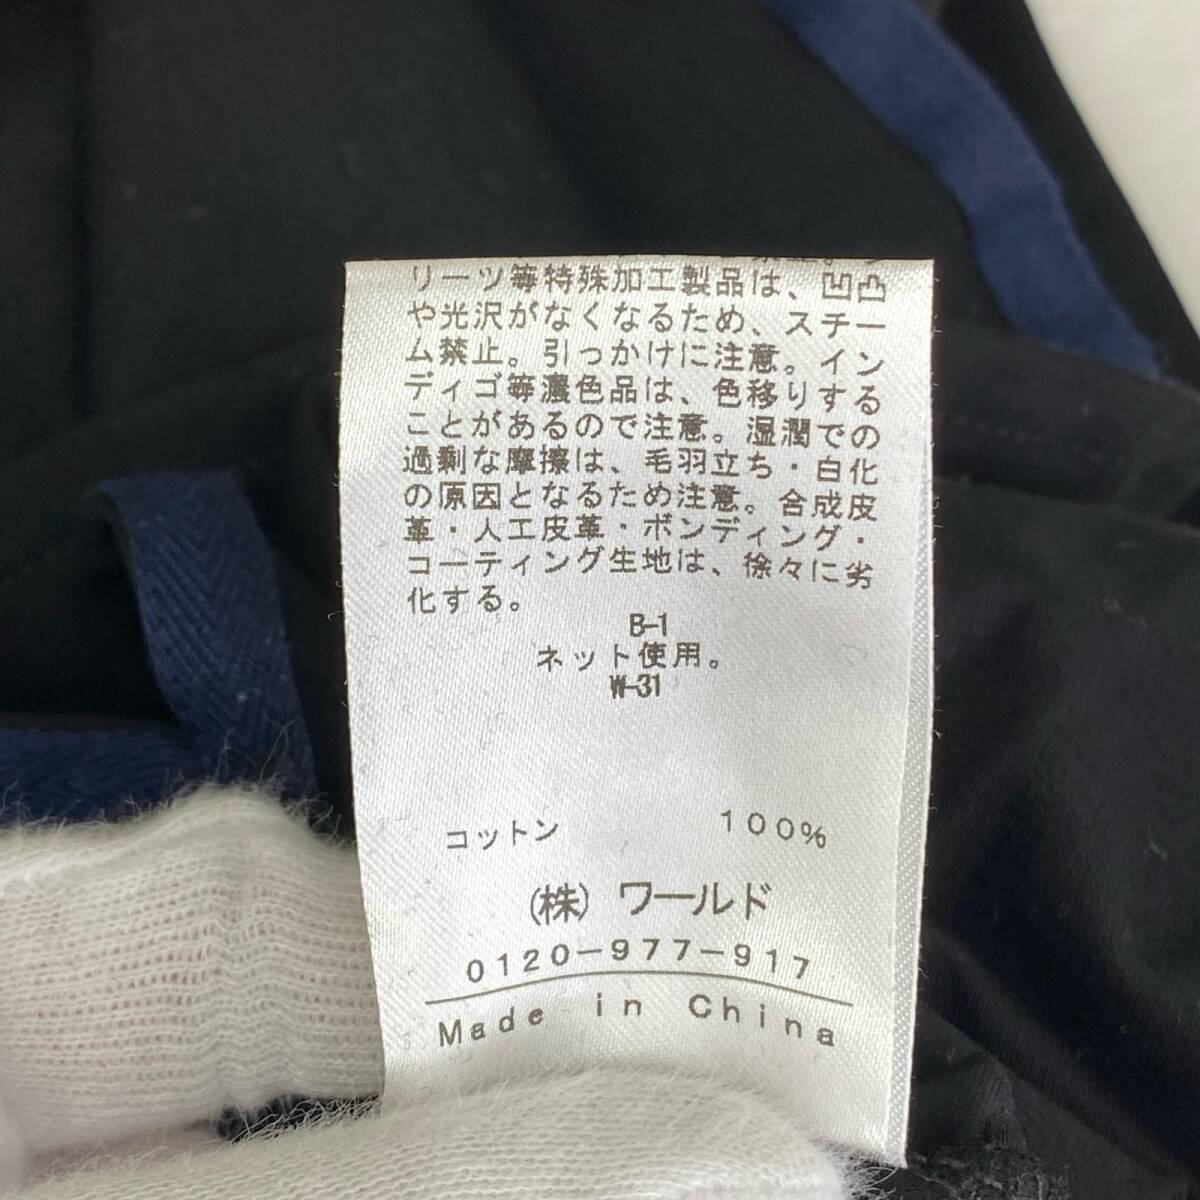 リーツ等特殊加工製品は、凹凸
や光沢がなくなるため、スチー
ム禁止。引っかけに注意。イン
ディゴ等濃色品は、色移りする
ことがあるので注意。湿潤での
過剰な摩擦は、毛羽立ち・白化
の原因となるため注意。合成皮
革・人工皮革・ボンディング・
コーティング生地は、徐々に劣
化する。
B-1
ネット使用。
W-31
コットン 100%
(株) ワールド
0120-977-917
Made in China